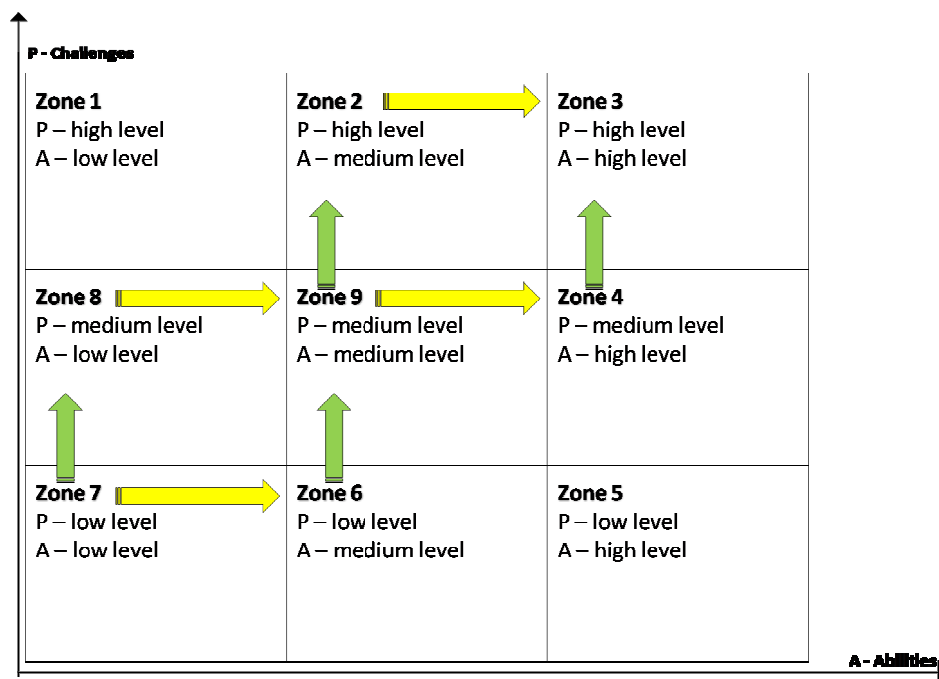 P - Challenges
Zone 1
P – high level
A – low level
Zone 2
P – high level
A – medium level
Zone 3
P – high level
A – high level
Zone 8
P – medium level
A – low level
Zone 9
P – medium level
A – medium level
Zone 4
P – medium level
A – high level
Zone 7
P – low level
A – low level
Zone 6
P – low level
A – medium level
Zone 5
P – low level
A – high level
A - Abilities